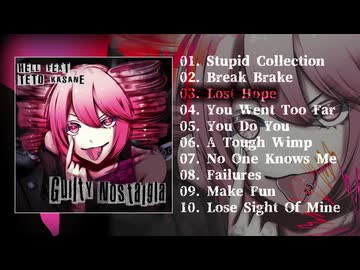 HELL FEAT
TETO KASANE
Guilty Nostalgia
01. Stupid Collection
02. Break Brake
03. Lost Hope
04. You Went Too Far
05. You Do You
06. A Tough Wimp
07. No One Knows Me
08. Failures
09. Make Fun
10. Lose Sight Of Mine